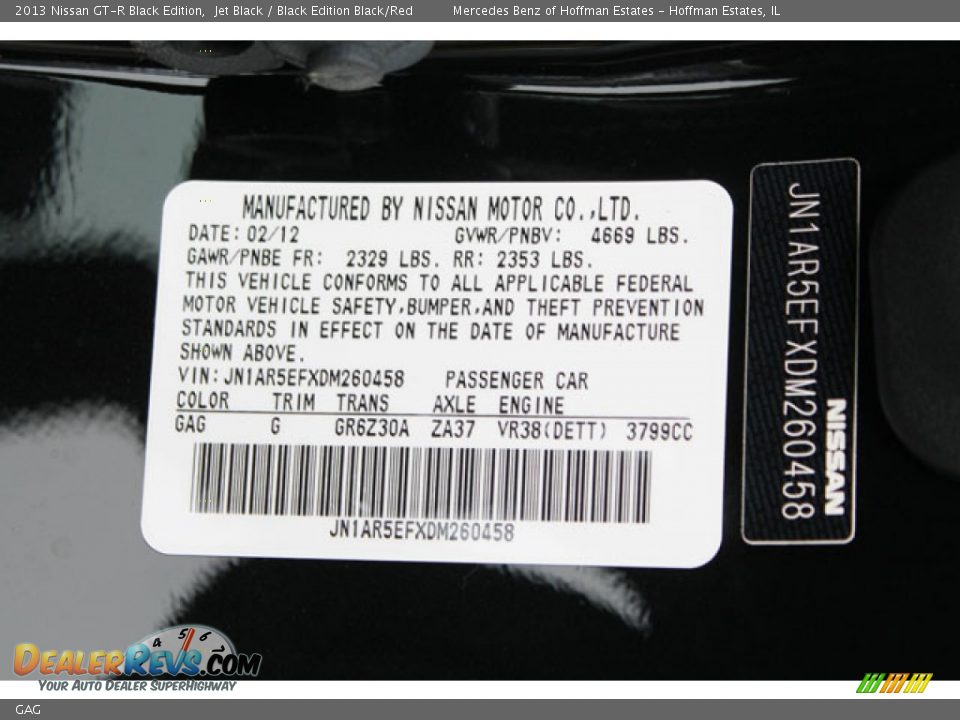 2013 Nissan GT-R Black Edition, Jet Black / Black Edition Black/Red Mercedes Benz of Hoffman Estates - Hoffman Estates, IL
MANUFACTURED BY NISSAN MOTOR CO.,LTD.
DATE:02/12 GVWR/PNBV: 4669 LBS.
GAWR/PNBE FR: 2329 LBS. RR: 2353 LBS.
THIS VEHICLE CONFORMS TO ALL APPLICABLE FEDERAL
MOTOR VEHICLE SAFETY,BUMPER,AND THEFT PREVENTION
STANDARDS IN EFFECT ON THE DATE OF MANUFACTURE
SHOWN ABOVE.
VIN:JN1AR5EFXDM260458 PASSENGER CAR
COLOR TRIM TRANS AXLE ENGINE
GAG G GR6Z30A ZA37 VR38(DETT) 3799CC
JN1AR5EFXDM260458
JN1AR5EFXDM260458
NISSAN
4 5 6
DEALERREVS.COM
YOUR AUTO DEALER SUPERHIGHWAY
GAG